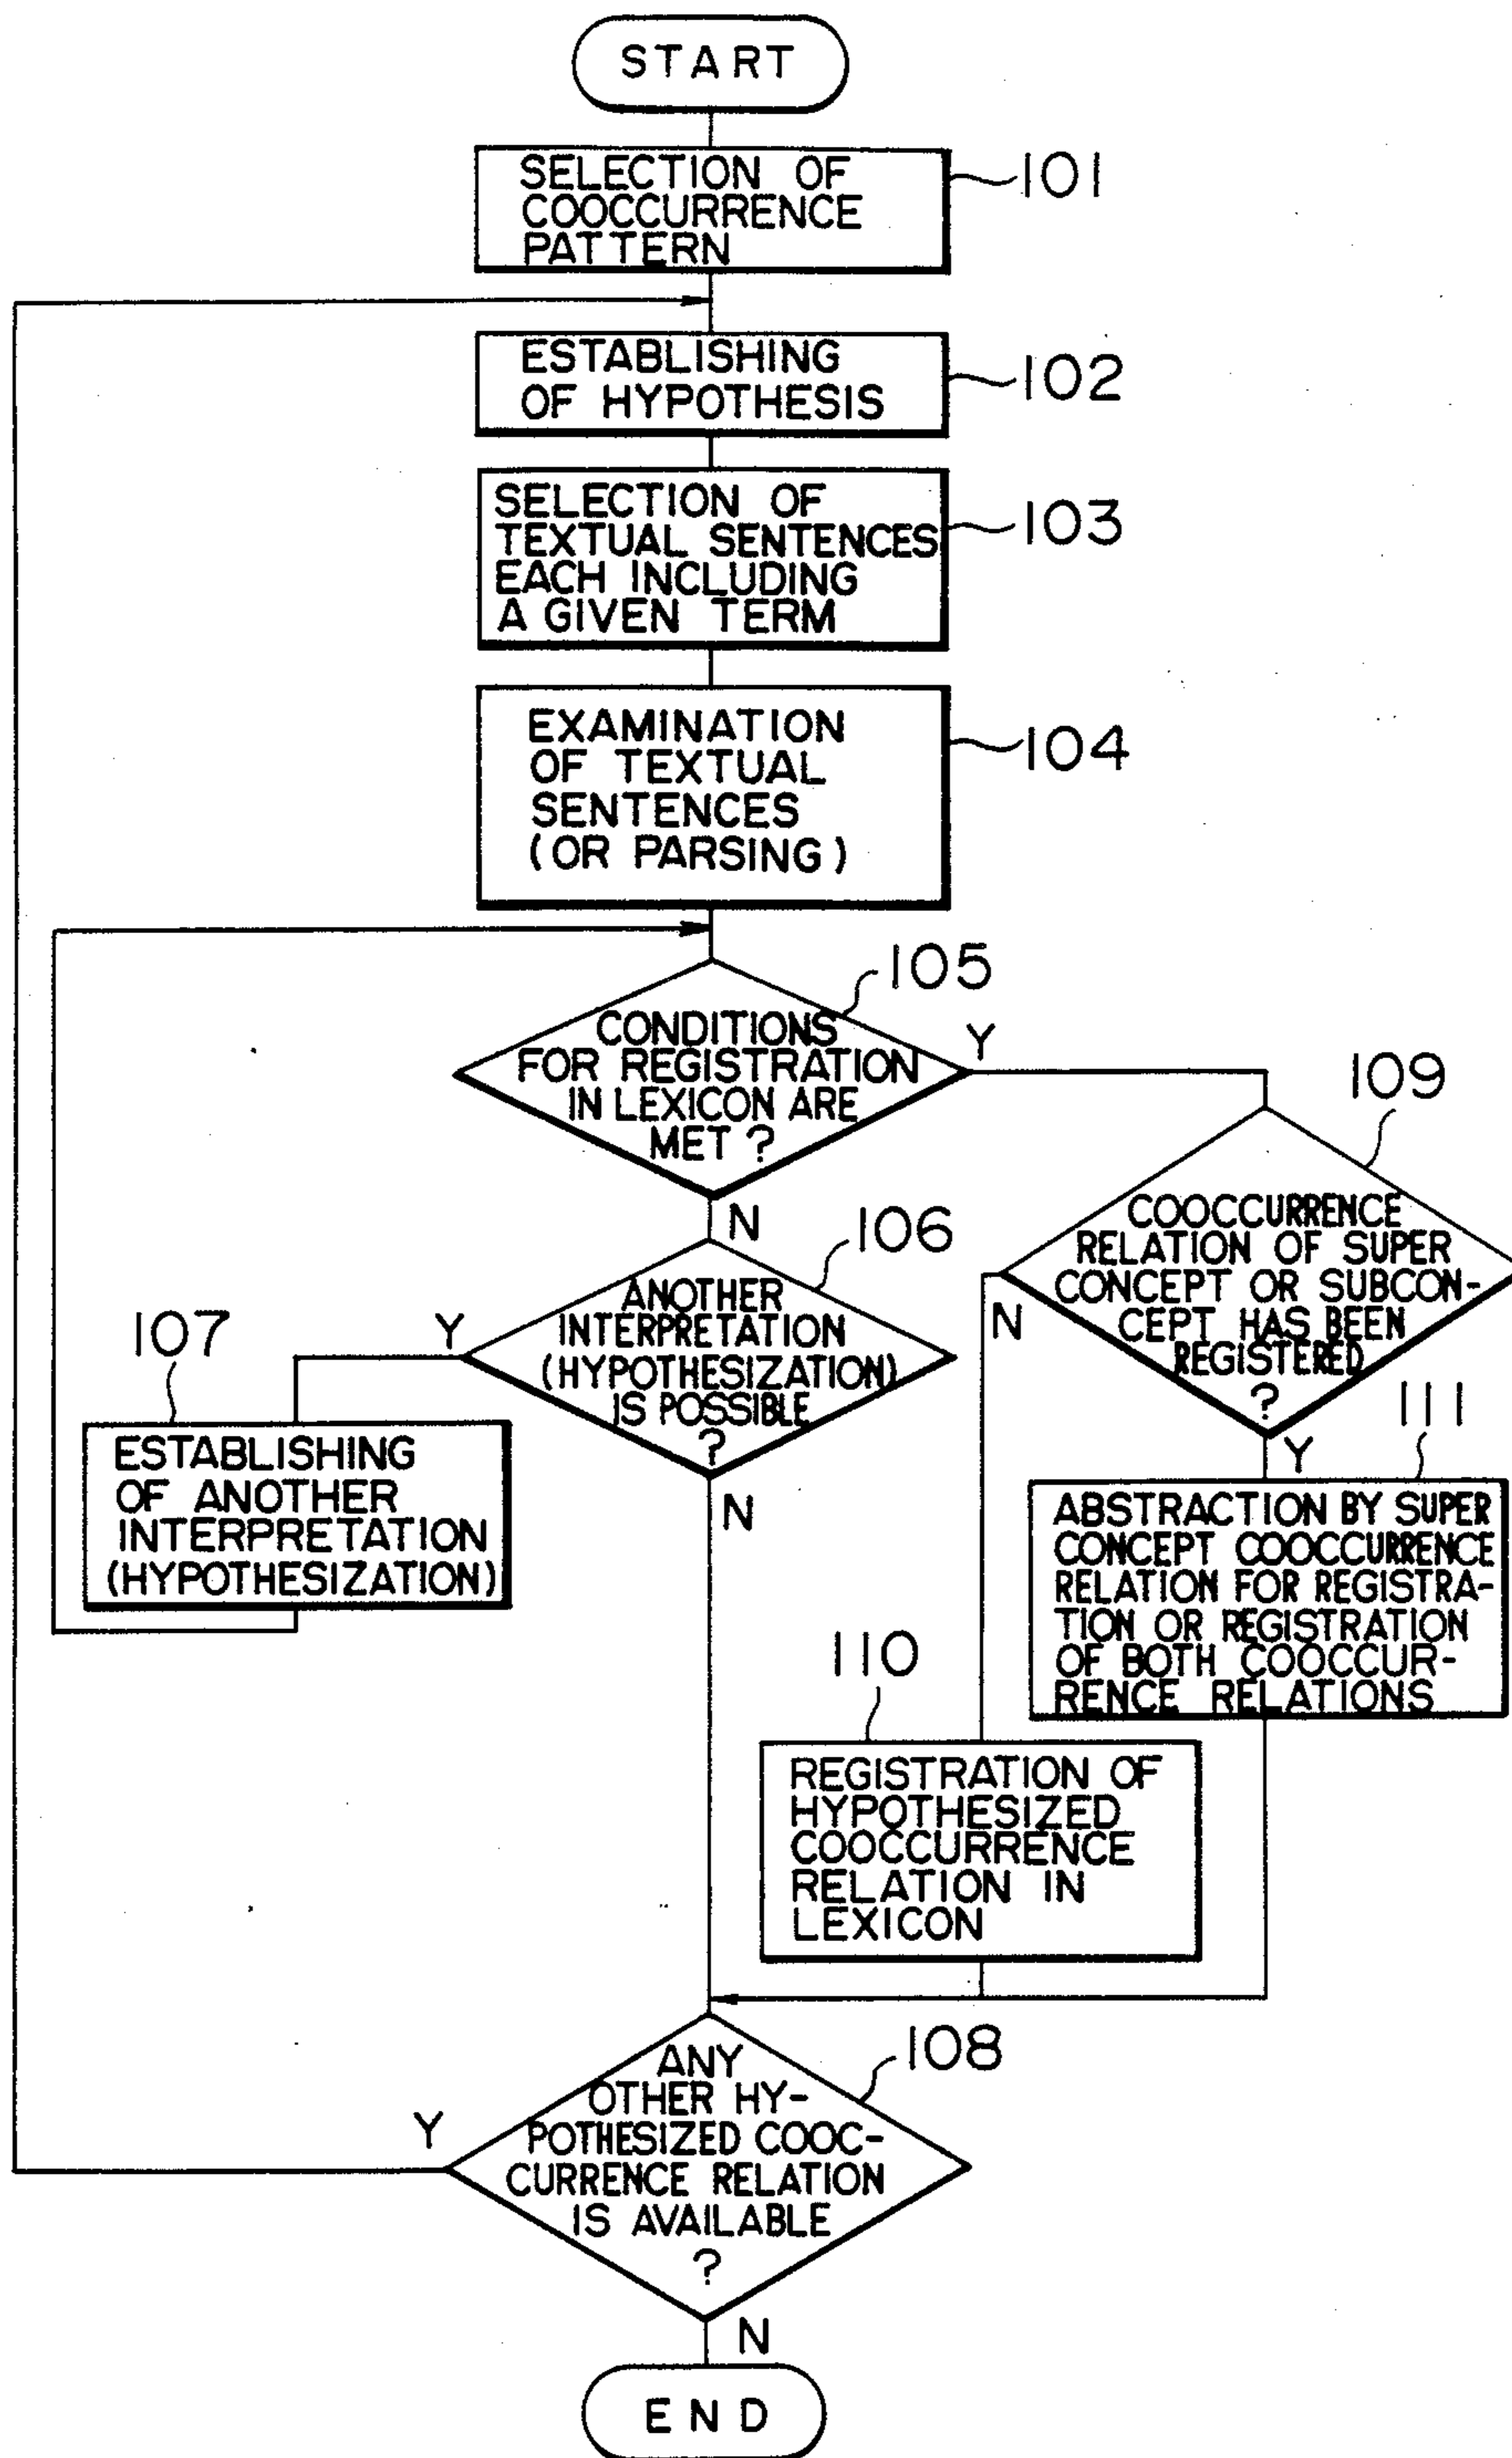 START
SELECTION OF
COOCCURRENCE
PATTERN
101
ESTABLISHING
OF HYPOTHESIS
102
SELECTION OF
TEXTUAL SENTENCES
EACH INCLUDING
A GIVEN TERM
103
EXAMINATION
OF TEXTUAL
SENTENCES
(OR PARSING)
104
105
CONDITIONS
FOR REGISTRATION
IN LEXICON ARE
MET ?
Y
N
109
COOCCURRENCE
RELATION OF SUPER
CONCEPT OR SUBCON-
CEPT HAS BEEN
REGISTERED
?
N
Y
106
ANOTHER
INTERPRETATION
(HYPOTHESIZATION)
IS POSSIBLE
?
Y
N
107
ESTABLISHING
OF ANOTHER
INTERPRETATION
(HYPOTHESIZATION)
111
ABSTRACTION BY SUPER
CONCEPT COOCCURRENCE
RELATION FOR REGISTRA-
TION OR REGISTRATION
OF BOTH COOCCUR-
RENCE RELATIONS
110
REGISTRATION OF
HYPOTHESIZED
COOCCURRENCE
RELATION IN
LEXICON
108
ANY
OTHER HY-
POTHESIZED COOC-
CURRENCE RELATION
IS AVAILABLE
?
Y
N
END